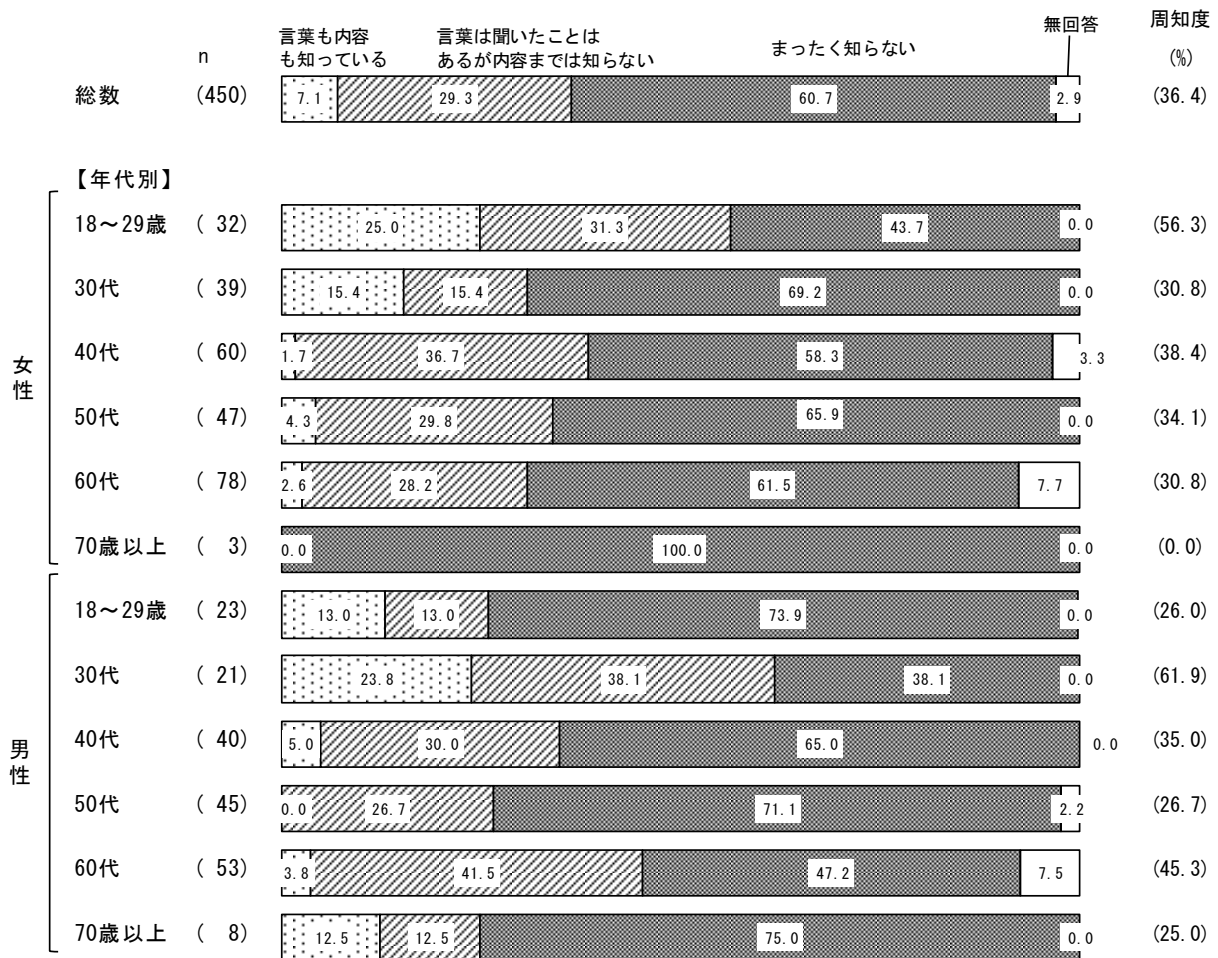 言葉も内容
も知っている
言葉は聞いたことは
あるが内容までは知らない
まったく知らない
無回答
周知度
(%)
n
総数 (450) 7.1 29.3 60.7 2.9 (36.4)
【年代別】
女性
18～29歳 ( 32) 25.0 31.3 43.7 0.0 (56.3)
30代 ( 39) 15.4 15.4 69.2 0.0 (30.8)
40代 ( 60) 1.7 36.7 58.3 3.3 (38.4)
50代 ( 47) 4.3 29.8 65.9 0.0 (34.1)
60代 ( 78) 2.6 28.2 61.5 7.7 (30.8)
70歳以上 ( 3) 0.0 100.0 0.0 (0.0)
男性
18～29歳 ( 23) 13.0 13.0 73.9 0.0 (26.0)
30代 ( 21) 23.8 38.1 38.1 0.0 (61.9)
40代 ( 40) 5.0 30.0 65.0 0.0 (35.0)
50代 ( 45) 0.0 26.7 71.1 2.2 (26.7)
60代 ( 53) 3.8 41.5 47.2 7.5 (45.3)
70歳以上 ( 8) 12.5 12.5 75.0 0.0 (25.0)